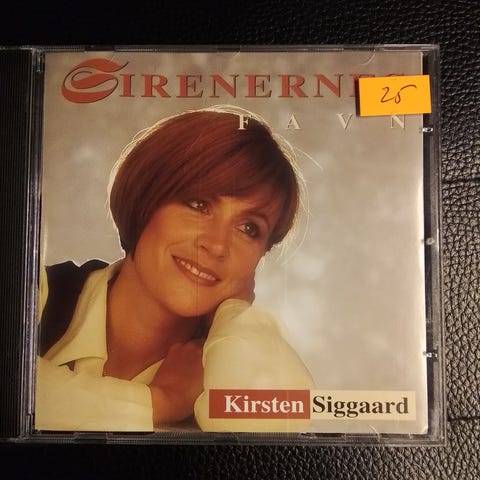 SIRENERNES
25
FAVN
Kirsten Siggaard